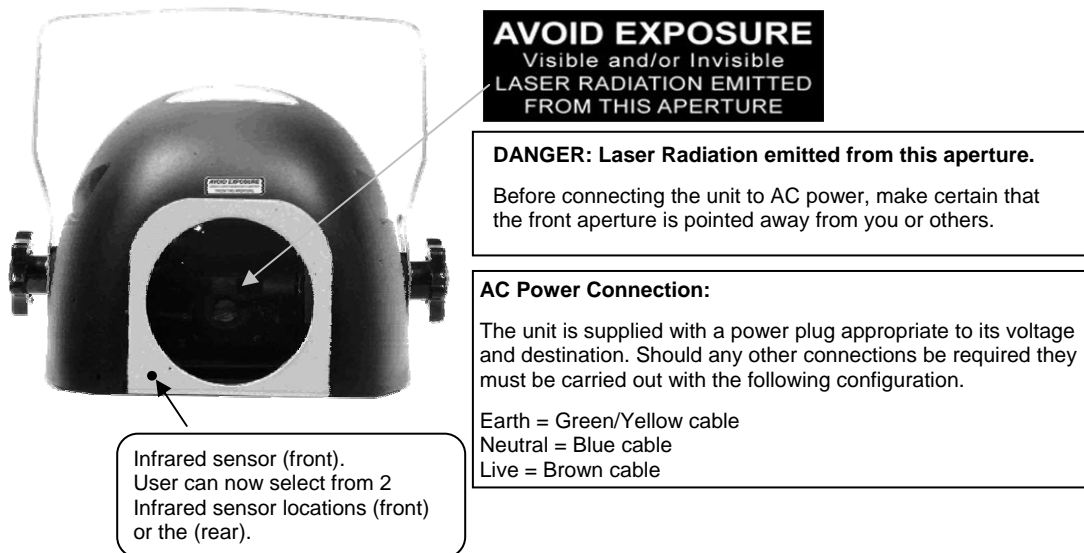 AVOID EXPOSURE
Visible and/or Invisible
LASER RADIATION EMITTED
FROM THIS APERTURE
DANGER: Laser Radiation emitted from this aperture.
Before connecting the unit to AC power, make certain that
the front aperture is pointed away from you or others.
AVOID EXPOSURE
AC Power Connection:
The unit is supplied with a power plug appropriate to its voltage
and destination. Should any other connections be required they
must be carried out with the following configuration.
Earth = Green/Yellow cable
Neutral = Blue cable
Live = Brown cable
Infrared sensor (front).
User can now select from 2
Infrared sensor locations (front)
or the (rear).